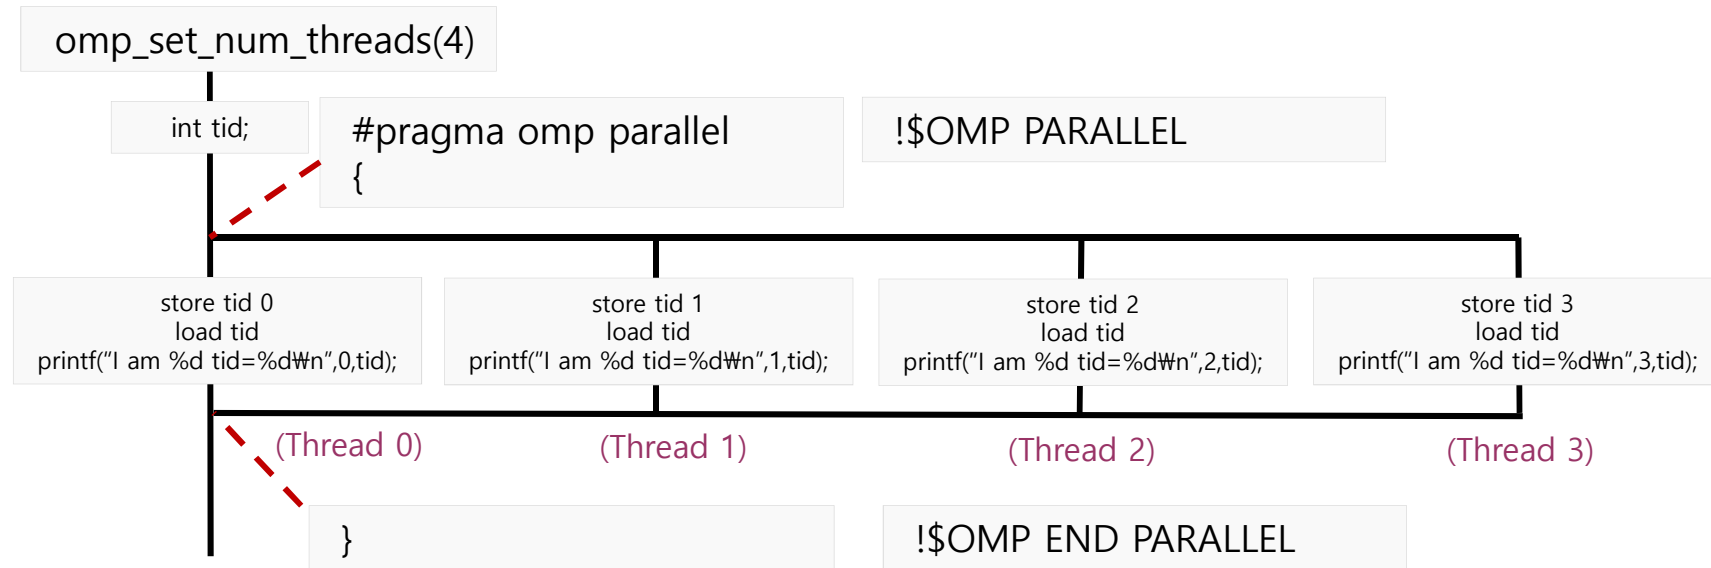 omp_set_num_threads(4)
int tid;
#pragma omp parallel
{
!$OMP PARALLEL
store tid 0
load tid
printf(“I am %d tid=%d₩n”,0,tid);
store tid 1
load tid
printf(“I am %d tid=%d₩n”,1,tid);
store tid 2
load tid
printf(“I am %d tid=%d₩n”,2,tid);
store tid 3
load tid
printf(“I am %d tid=%d₩n”,3,tid);
(Thread 0)
(Thread 1)
(Thread 2)
(Thread 3)
}
!$OMP END PARALLEL